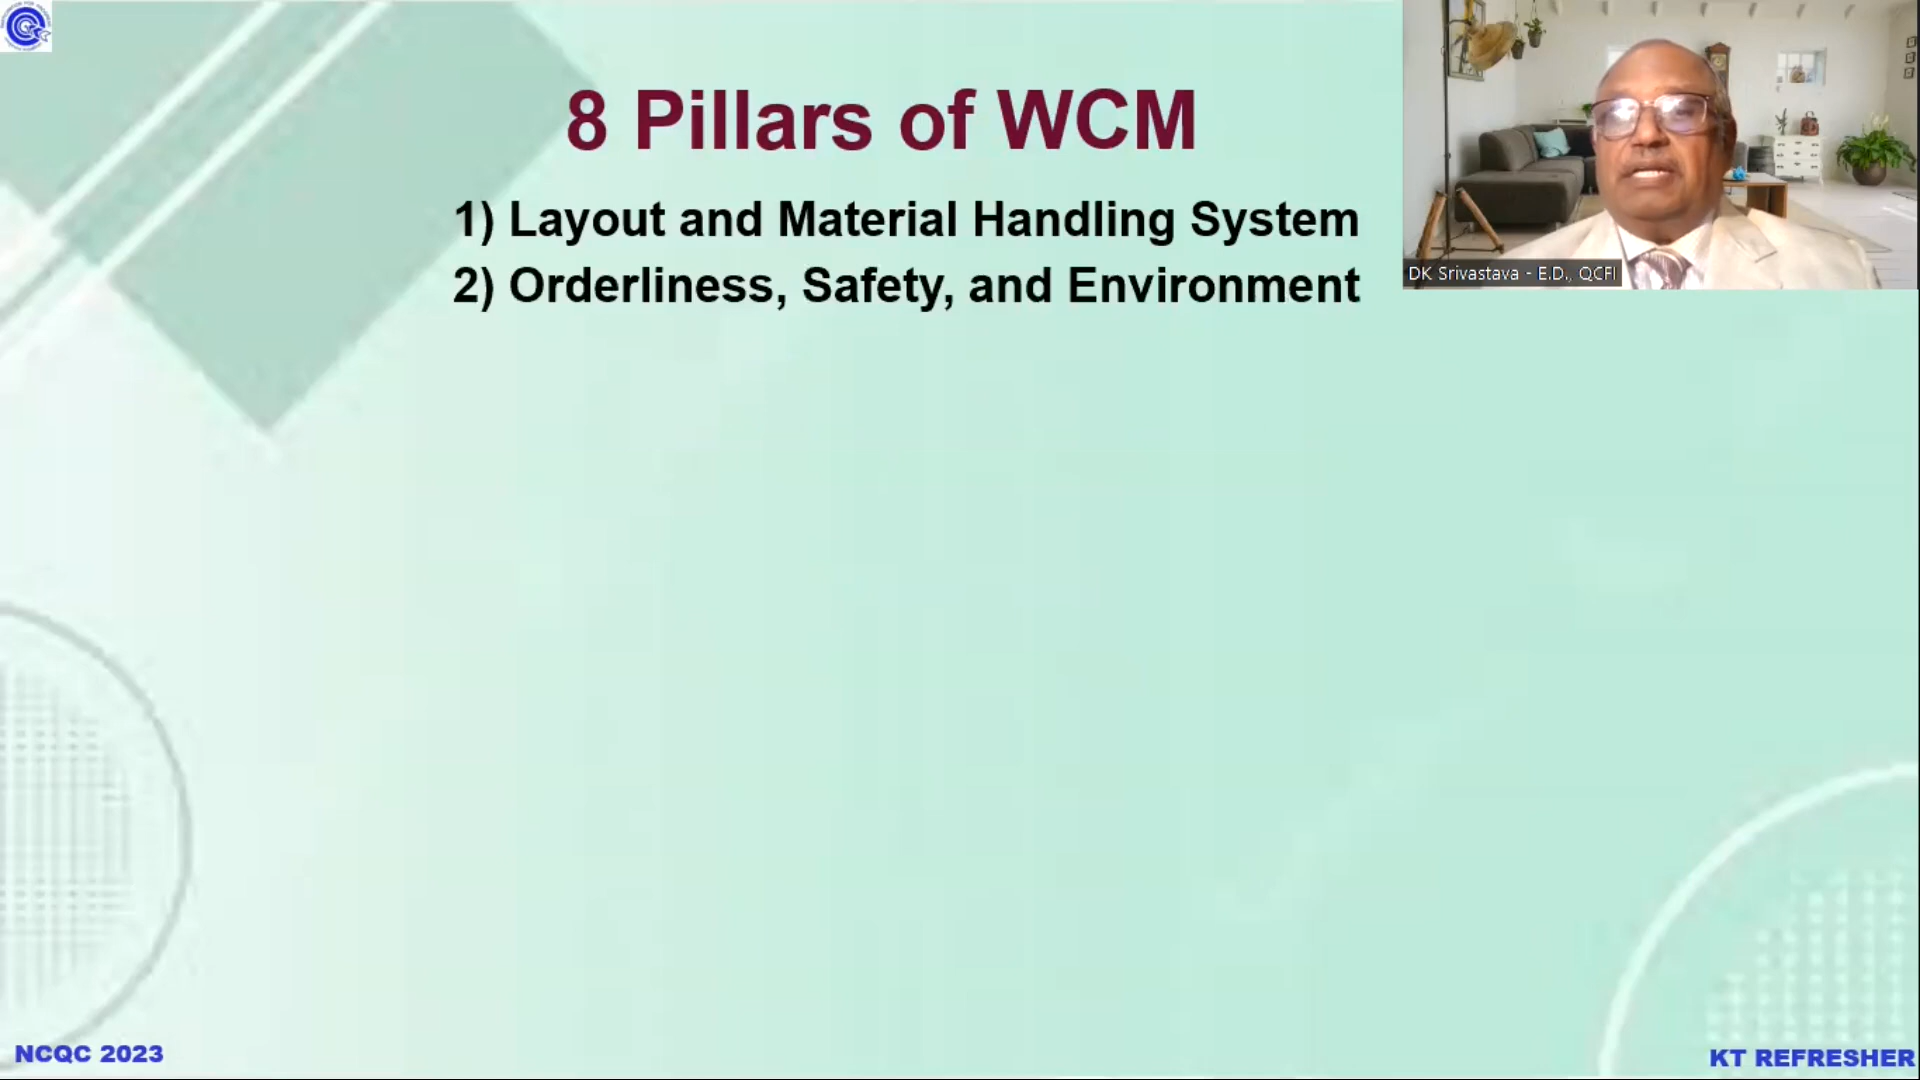 8 Pillars of WCM
1) Layout and Material Handling System
2) Orderliness, Safety, and Environment
DK Srivastava - E.D., QCFI
NCQC 2023
KT REFRESHER